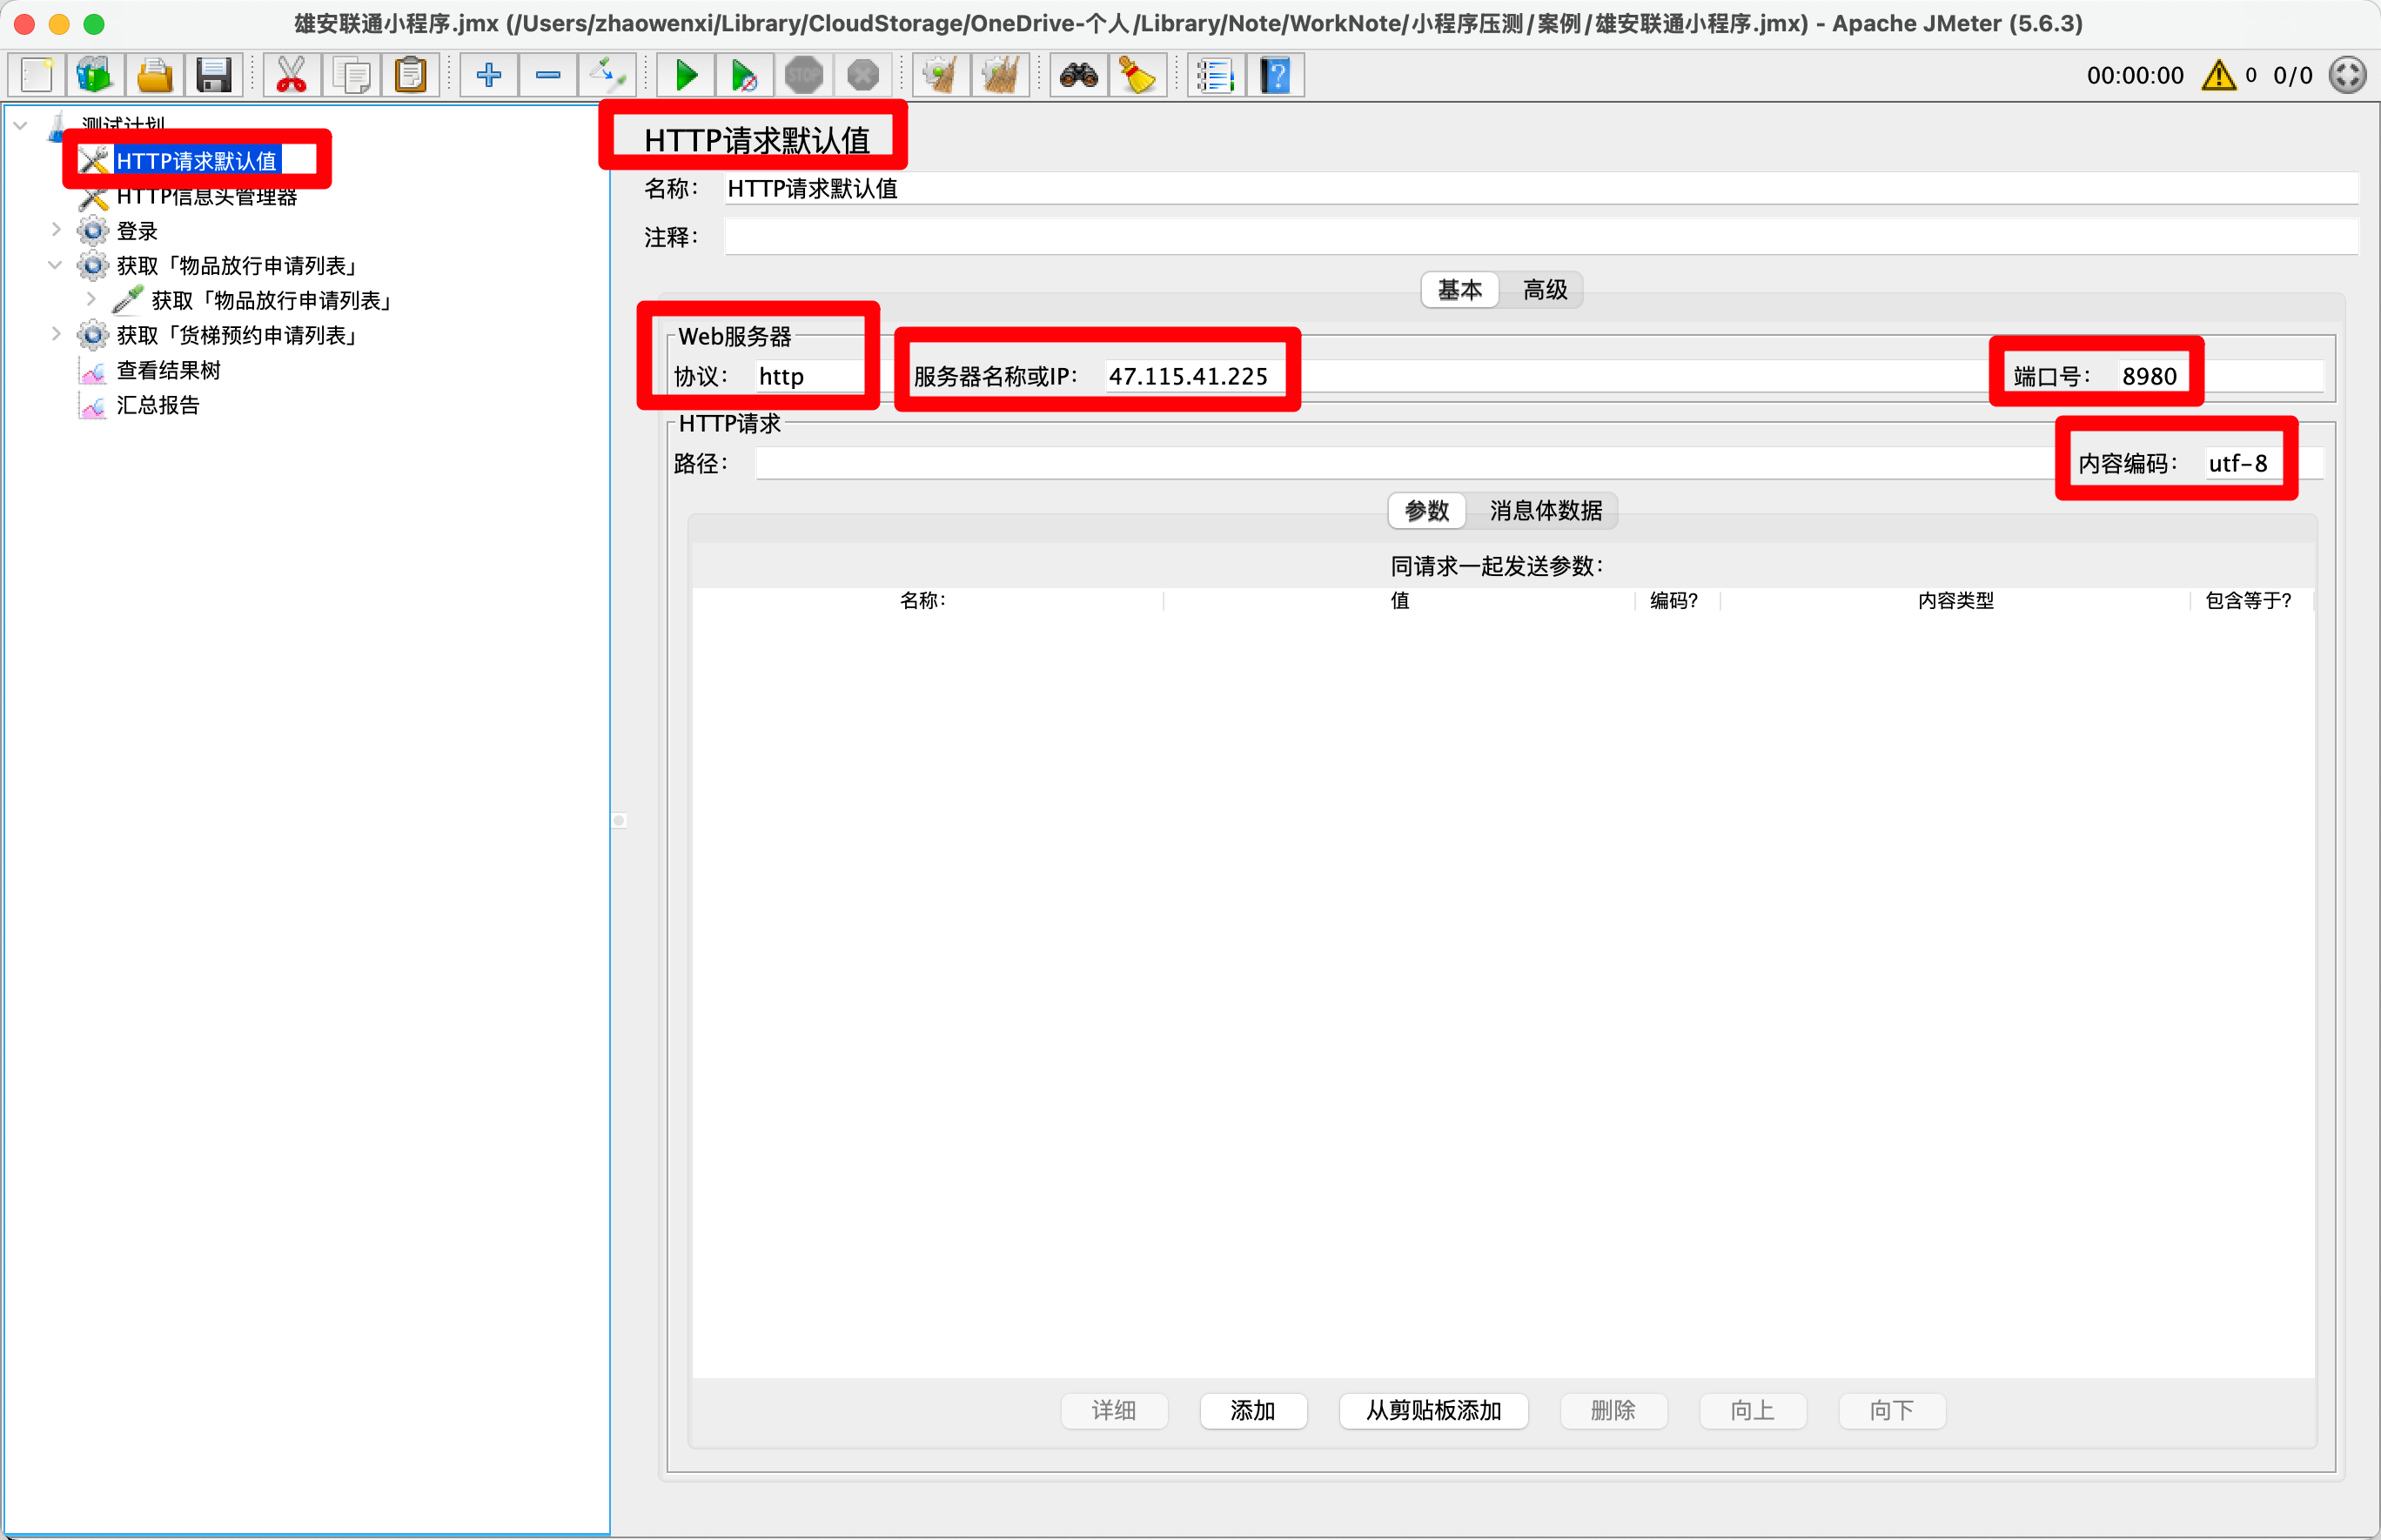 雄安联通小程序.jmx (/Users/zhaowenxi/Library/CloudStorage/OneDrive-个人/Library/Note/WorkNote/小程序压测/案例/雄安联通小程序.jmx) - Apache JMeter (5.6.3)
STOP
00:00:00 0 0/0
测试计划
HTTP请求默认值
HTTP信息头管理器
登录
获取「物品放行申请列表」
获取「物品放行申请列表」
获取「货梯预约申请列表」
查看结果树
汇总报告
HTTP请求默认值
名称: HTTP请求默认值
注释:
基本 高级
Web服务器
协议: http 服务器名称或IP: 47.115.41.225 端口号: 8980
HTTP请求
路径: 内容编码: utf-8
参数 消息体数据
同请求一起发送参数:
名称: 值 编码? 内容类型 包含等于?
详细 添加 从剪贴板添加 删除 向上 向下